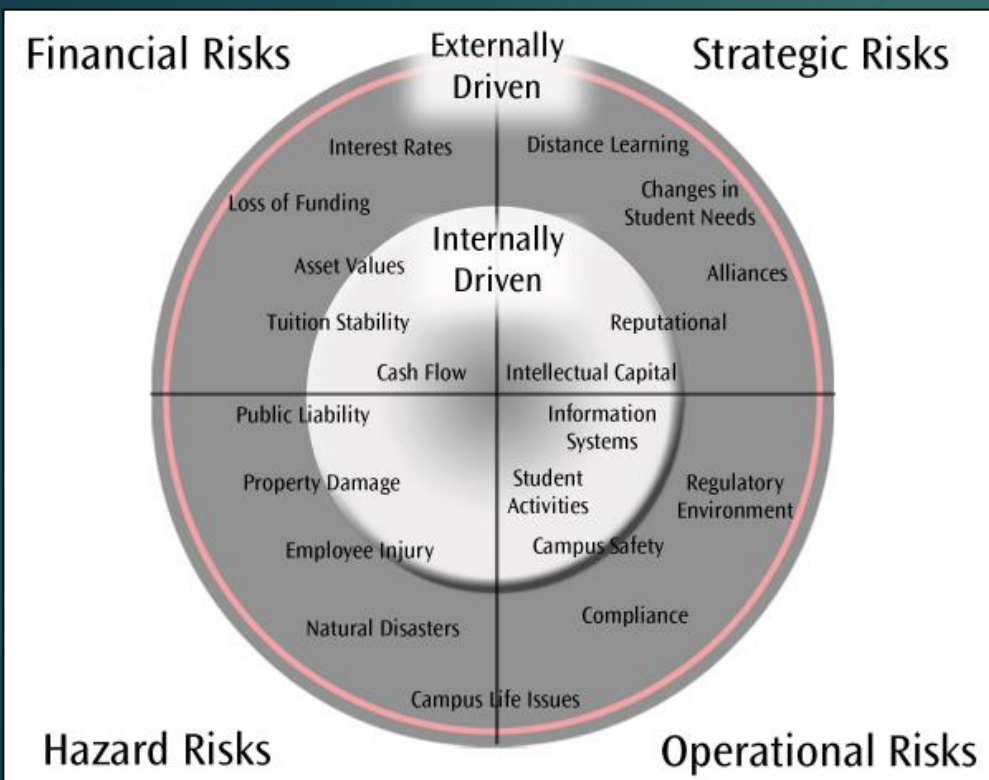 Financial Risks
Externally
Driven
Strategic Risks
Interest Rates
Distance Learning
Loss of Funding
Changes in
Student Needs
Internally
Driven
Asset Values
Alliances
Tuition Stability
Reputational
Cash Flow
Intellectual Capital
Public Liability
Information
Systems
Property Damage
Student
Activities
Regulatory
Environment
Employee Injury
Campus Safety
Natural Disasters
Compliance
Campus Life Issues
Hazard Risks
Operational Risks